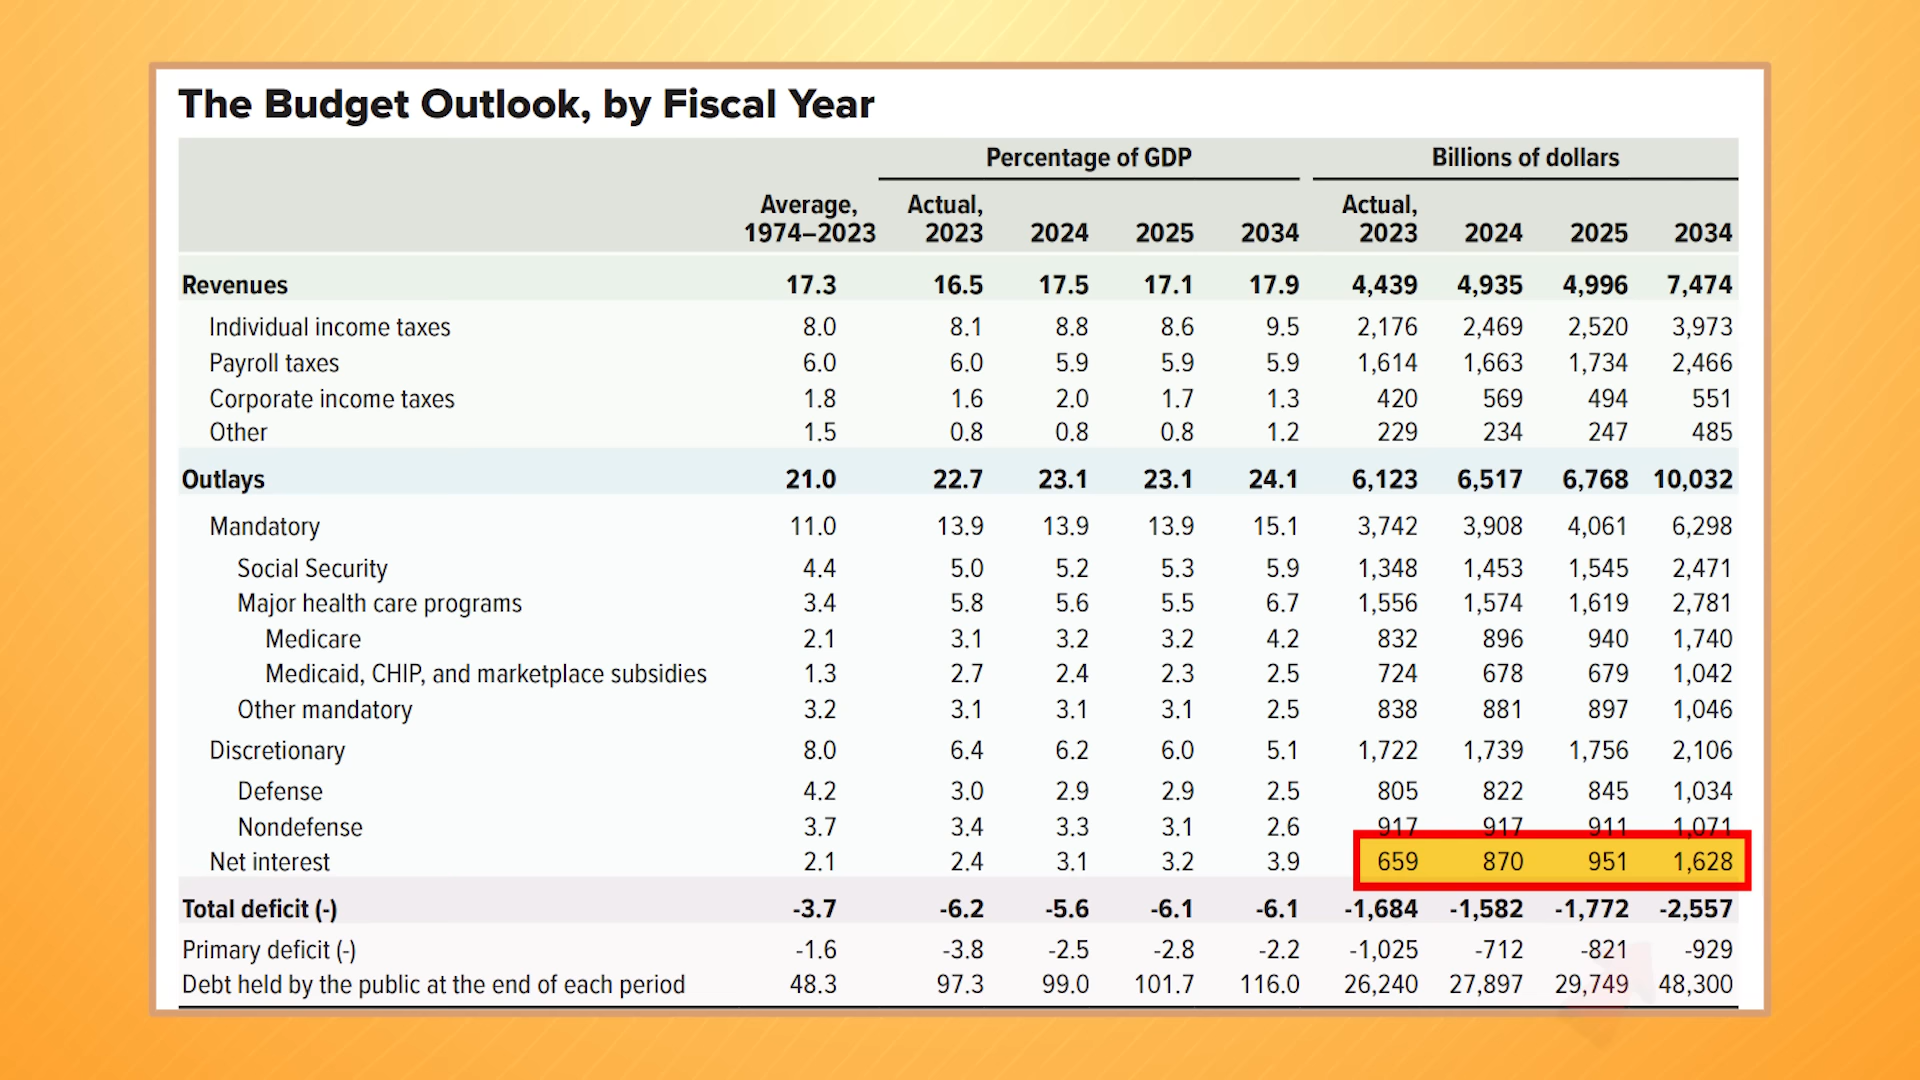 The Budget Outlook, by Fiscal Year
Percentage of GDP Billions of dollars
Average, 1974–2023 Actual, 2023 2024 2025 2034 Actual, 2023 2024 2025 2034
Revenues 17.3 16.5 17.5 17.1 17.9 4,439 4,935 4,996 7,474
Individual income taxes 8.0 8.1 8.8 8.6 9.5 2,176 2,469 2,520 3,973
Payroll taxes 6.0 6.0 5.9 5.9 5.9 1,614 1,663 1,734 2,466
Corporate income taxes 1.8 1.6 2.0 1.7 1.3 420 569 494 551
Other 1.5 0.8 0.8 0.8 1.2 229 234 247 485
Outlays 21.0 22.7 23.1 23.1 24.1 6,123 6,517 6,768 10,032
Mandatory 11.0 13.9 13.9 13.9 15.1 3,742 3,908 4,061 6,298
Social Security 4.4 5.0 5.2 5.3 5.9 1,348 1,453 1,545 2,471
Major health care programs 3.4 5.8 5.6 5.5 6.7 1,556 1,574 1,619 2,781
Medicare 2.1 3.1 3.2 3.2 4.2 832 896 940 1,740
Medicaid, CHIP, and marketplace subsidies 1.3 2.7 2.4 2.3 2.5 724 678 679 1,042
Other mandatory 3.2 3.1 3.1 3.1 2.5 838 881 897 1,046
Discretionary 8.0 6.4 6.2 6.0 5.1 1,722 1,739 1,756 2,106
Defense 4.2 3.0 2.9 2.9 2.5 805 822 845 1,034
Nondefense 3.7 3.4 3.3 3.1 2.6 917 917 911 1,071
Net interest 2.1 2.4 3.1 3.2 3.9 659 870 951 1,628
Total deficit (-) -3.7 -6.2 -5.6 -6.1 -6.1 -1,684 -1,582 -1,772 -2,557
Primary deficit (-) -1.6 -3.8 -2.5 -2.8 -2.2 -1,025 -712 -821 -929
Debt held by the public at the end of each period 48.3 97.3 99.0 101.7 116.0 26,240 27,897 29,749 48,300